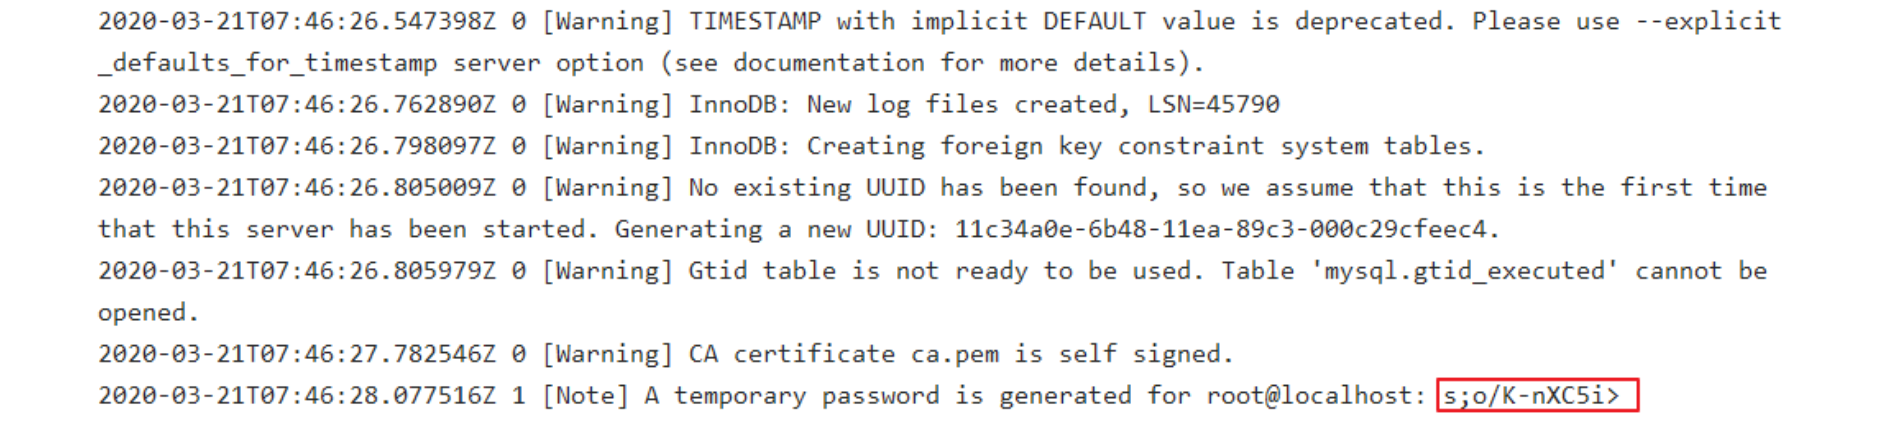 2020-03-21T07:46:26.547398Z 0 [Warning] TIMESTAMP with implicit DEFAULT value is deprecated. Please use --explicit
_defaults_for_timestamp server option (see documentation for more details).
2020-03-21T07:46:26.762890Z 0 [Warning] InnoDB: New log files created, LSN=45790
2020-03-21T07:46:26.798097Z 0 [Warning] InnoDB: Creating foreign key constraint system tables.
2020-03-21T07:46:26.805009Z 0 [Warning] No existing UUID has been found, so we assume that this is the first time
that this server has been started. Generating a new UUID: 11c34a0e-6b48-11ea-89c3-000c29cfeec4.
2020-03-21T07:46:26.805979Z 0 [Warning] Gtid table is not ready to be used. Table 'mysql.gtid_executed' cannot be
opened.
2020-03-21T07:46:27.782546Z 0 [Warning] CA certificate ca.pem is self signed.
2020-03-21T07:46:28.077516Z 1 [Note] A temporary password is generated for root@localhost: s;o/K-nXC5i>